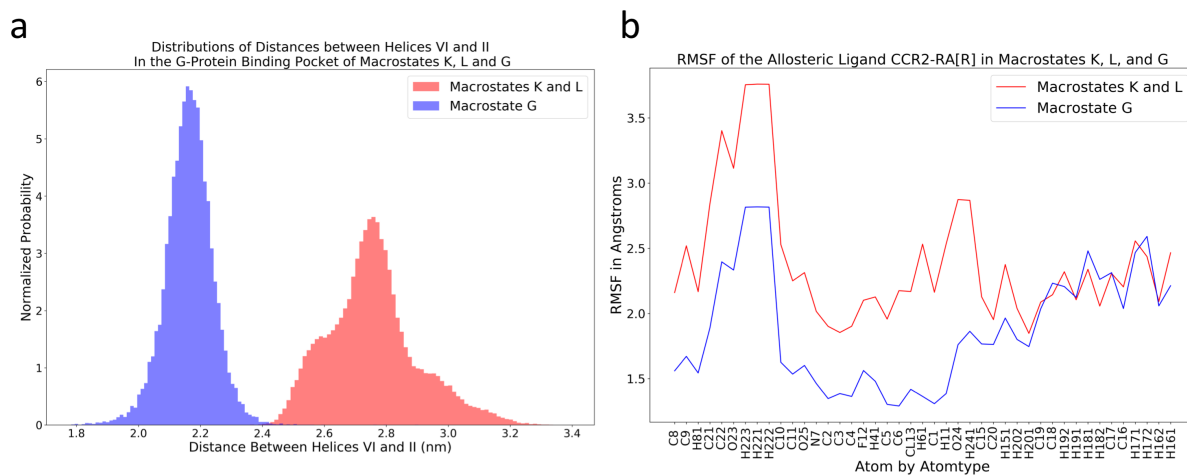 a
Distributions of Distances between Helices VI and II
In the G-Protein Binding Pocket of Macrostates K, L and G
Macrostates K and L
Macrostate G
Normalized Probability
6
5
4
3
2
1
0
1.8 2.0 2.2 2.4 2.6 2.8 3.0 3.2 3.4
Distance Between Helices VI and II (nm)
b
RMSF of the Allosteric Ligand CCR2-RA[R] in Macrostates K, L, and G
Macrostates K and L
Macrostate G
RMSF in Angstroms
3.5
3.0
2.5
2.0
1.5
C8 C9 H81 C21 C22 O23 H223 H221 H222 C10 C11 O25 N7 C2 C3 C4 F12 H41 C5 C6 CL13 H61 C1 H11 O24 H241 C15 C20 H151 H202 H201 C19 C18 H192 H191 H181 H182 C17 C16 H171 H172 H162 H161
Atom by Atomtype